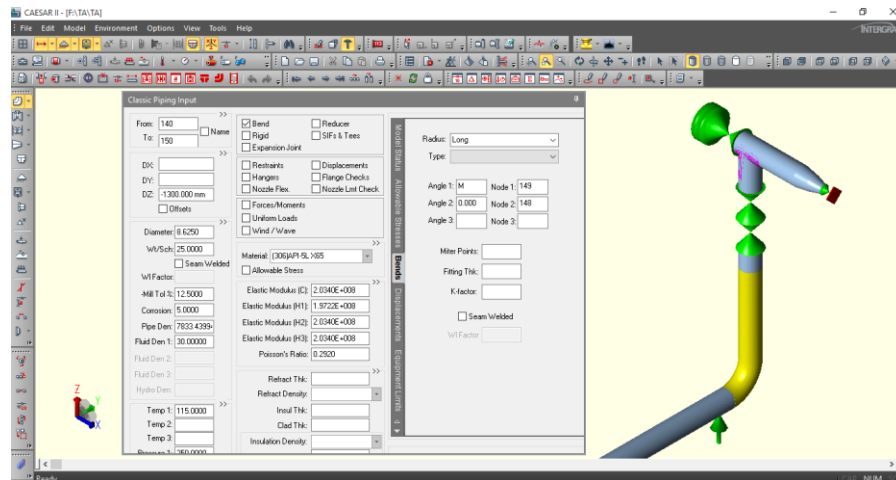 CAESAR II - [F:\TA\TA]
File Edit Model Environment Options View Tools Help
INTERGRA
Classic Piping Input
From: 140
To: 150
Name
>>
DX:
DY:
DZ: -1300.000 mm
Offsets
>>
Diameter: 8.6250
Wt/Sch: 25.0000
Seam Welded
Wl Factor:
-Mill Tol %: 12.5000
Corrosion: 5.0000
Pipe Den: 7833.4399
Fluid Den 1: 30.00000
Fluid Den 2:
Fluid Den 3:
Hydro Den:
>>
Temp 1: 115.0000
Temp 2:
Temp 3:
Pressure 1: 250.0000
Bend Reducer
Rigid SIFs & Tees
Expansion Joint
Restraints Displacements
Hangers Flange Checks
Nozzle Flex. Nozzle Lmt Check
Forces/Moments
Uniform Loads
Wind / Wave
>>
Material: (306)API-5L X65
Allowable Stress
>>
Elastic Modulus (C): 2.0340E+008
Elastic Modulus (H1): 1.9722E+008
Elastic Modulus (H2): 2.0340E+008
Elastic Modulus (H3): 2.0340E+008
Poisson's Ratio: 0.2920
>>
Refract Thk:
Refract Density:
Insul Thk:
Clad Thk:
Insulation Density:
Model Status
Allowable Stresses
Bends
Displacements
Equipment Limits
Radius: Long
Type:
Angle 1: M Node 1: 149
Angle 2: 0.000 Node 2: 148
Angle 3: Node 3:
Miter Points:
Fitting Thk:
K-factor:
Seam Welded
Wl Factor
Z
Y
X
Ready
CAP NUM